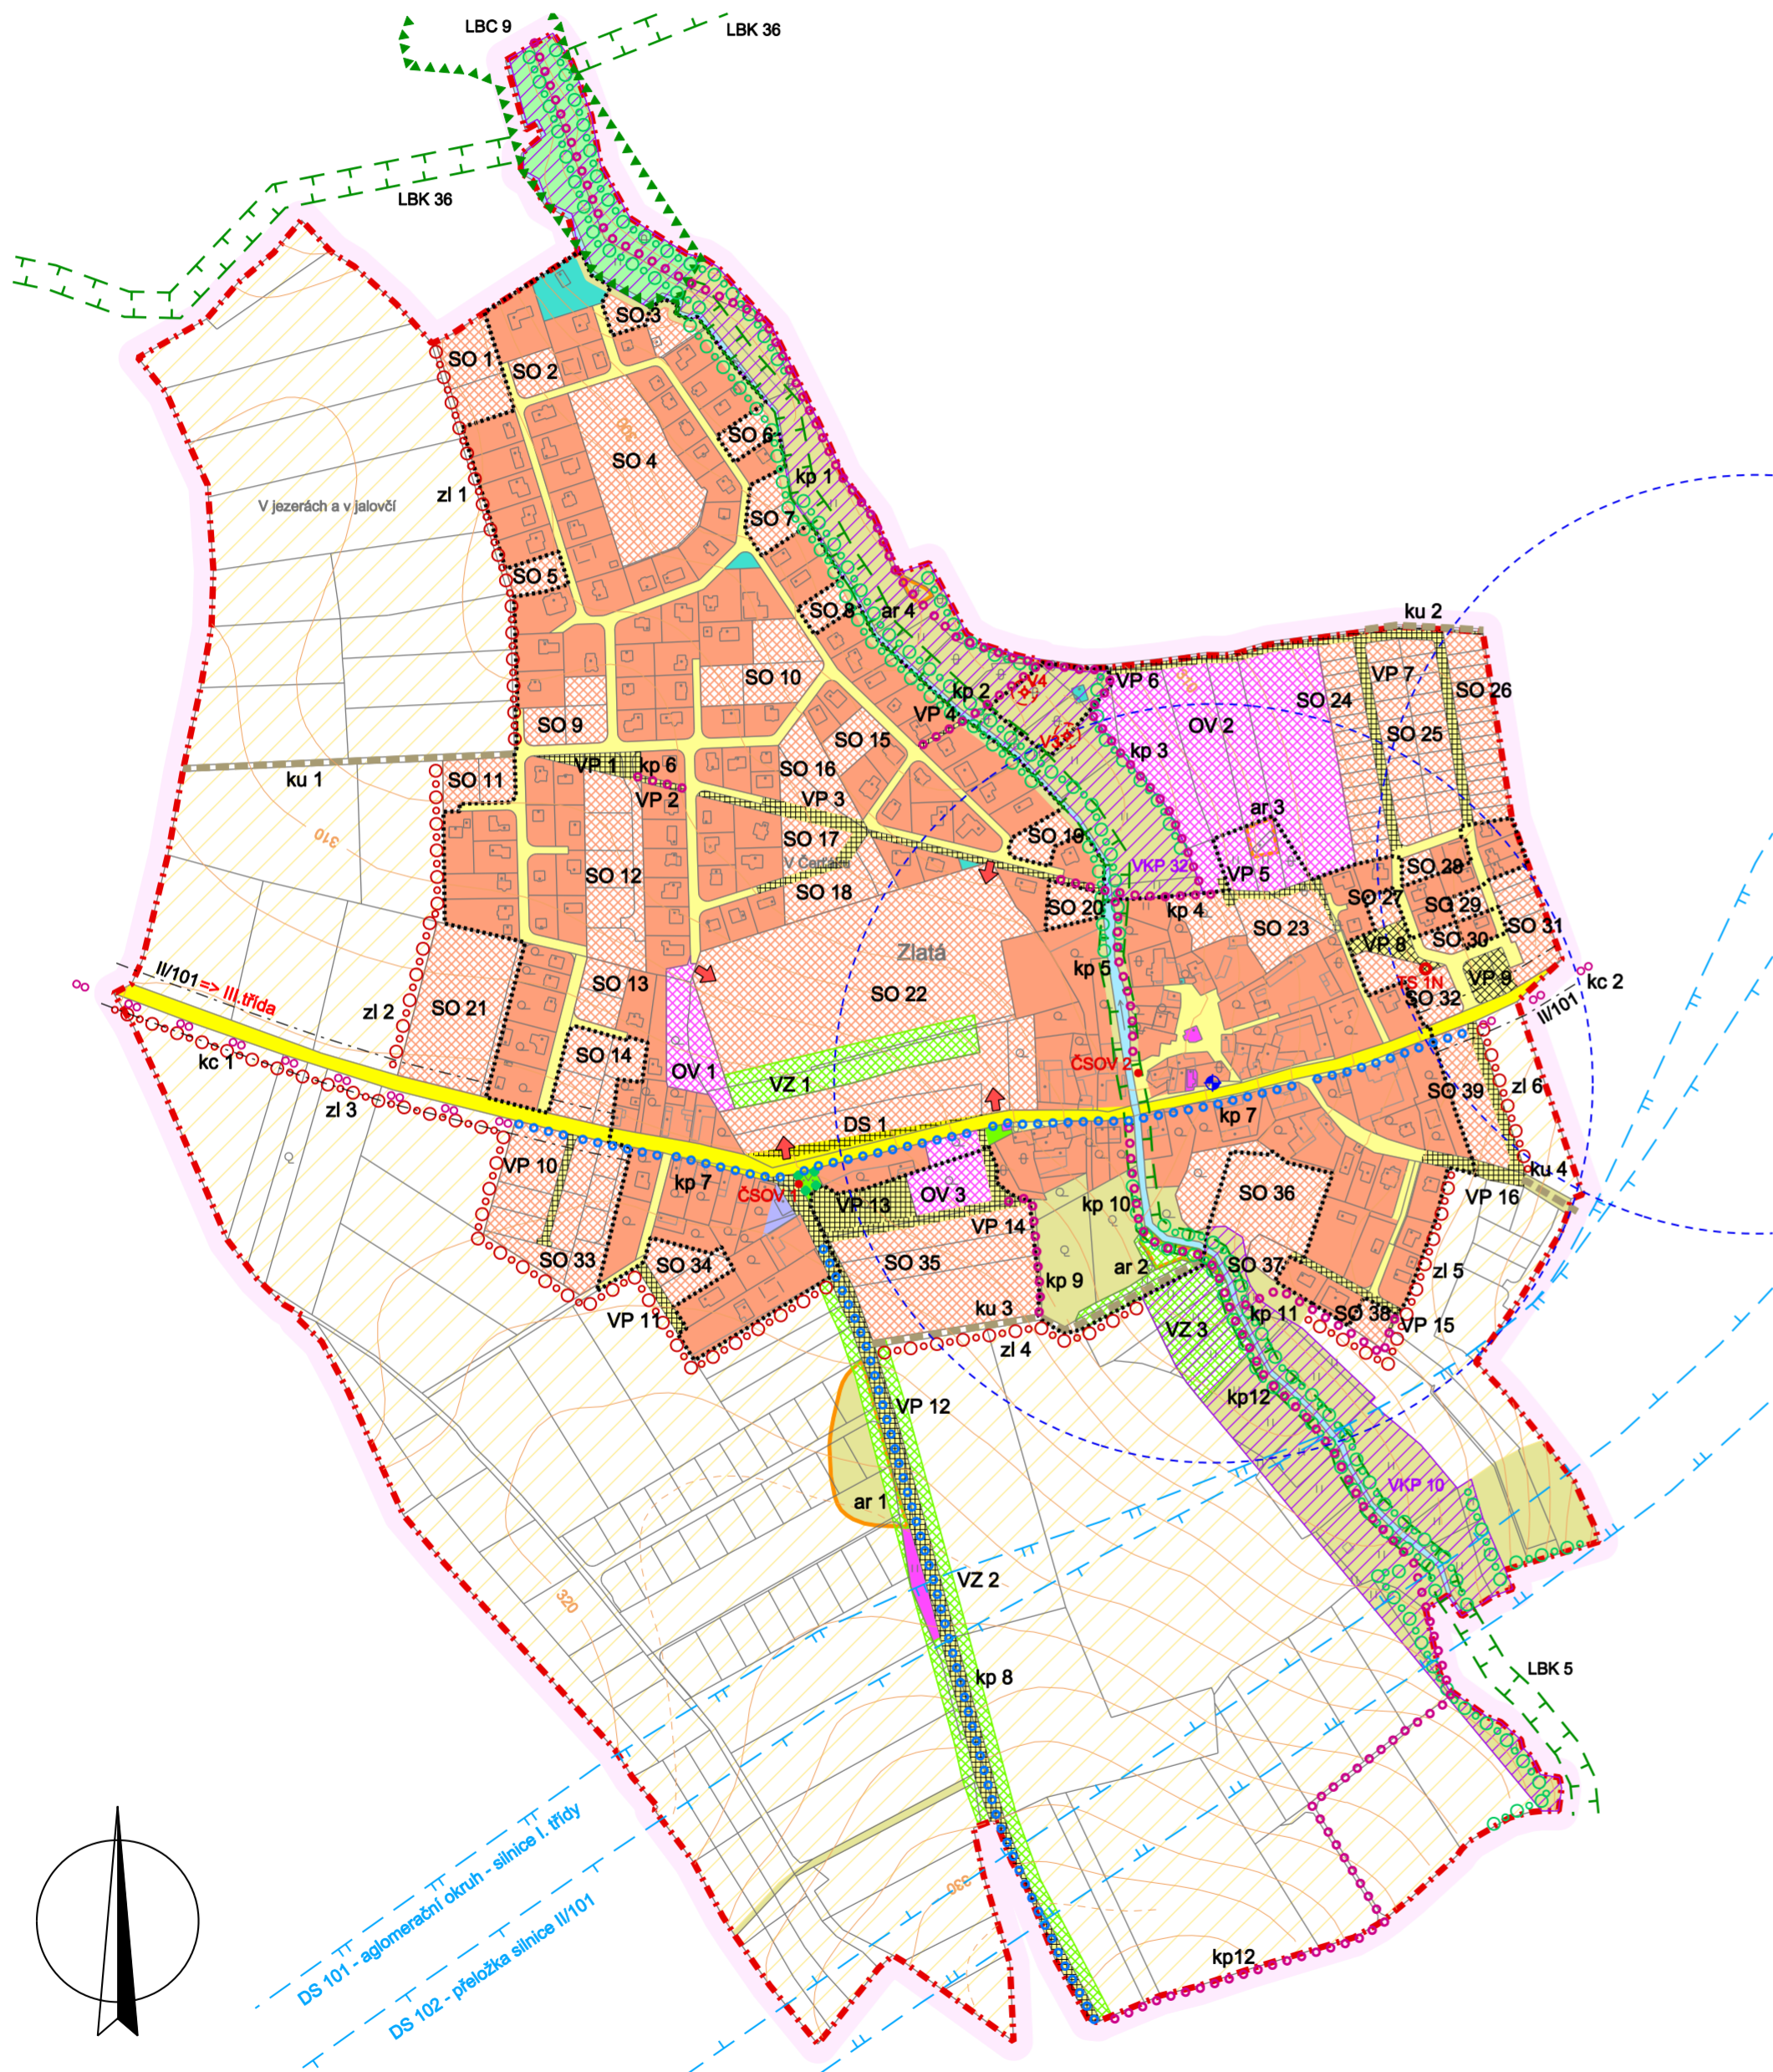 LBC 9
LBK 36
LBK 36
SO 3
SO 1
SO 2
306
SO 6
SO 4
kp 1
zl 1
V jezerách a v jalovčí
SO 7
SO 5
SO 8
ar 4
ku 2
SO 10
V4
VP 6
VP 7
SO 26
kp 2
SO 24
VP 4
SO 9
OV 2
SO 25
SO 15
V3
kp 3
VP 1
kp 6
SO 16
ku 1
SO 11
VP 2
VP 3
ar 3
310
SO 17
SO 19
SO 12
VKP 32
VP 5
SO 28
SO 18
SO 27
SO 20
kp 4
SO 29
SO 23
SO 31
SO 30
VP 8
Zlatá
kp 5
II/101 => III.třída
VP 9
TS 1N
SO 13
SO 22
SO 32
kc 2
SO 21
zl 2
II/101
SO 14
kc 1
OV 1
VZ 1
ČSOV 2
zl 6
SO 39
zl 3
DS 1
kp 7
VP 10
kp 7
ku 4
ČSOV 1
OV 3
SO 36
VP 16
VP 13
kp 10
VP 14
SO 33
SO 34
SO 35
ar 2
SO 37
zl 5
kp 9
ku 3
kp 11
SO 38
VP 11
VP 15
VZ 3
zl 4
kp12
VP 12
VKP 10
ar 1
VZ 2
320
kp 8
LBK 5
DS 101 - aglomerační okruh - silnice I. třídy
330
DS 102 - přeložka silnice II/101
kp12